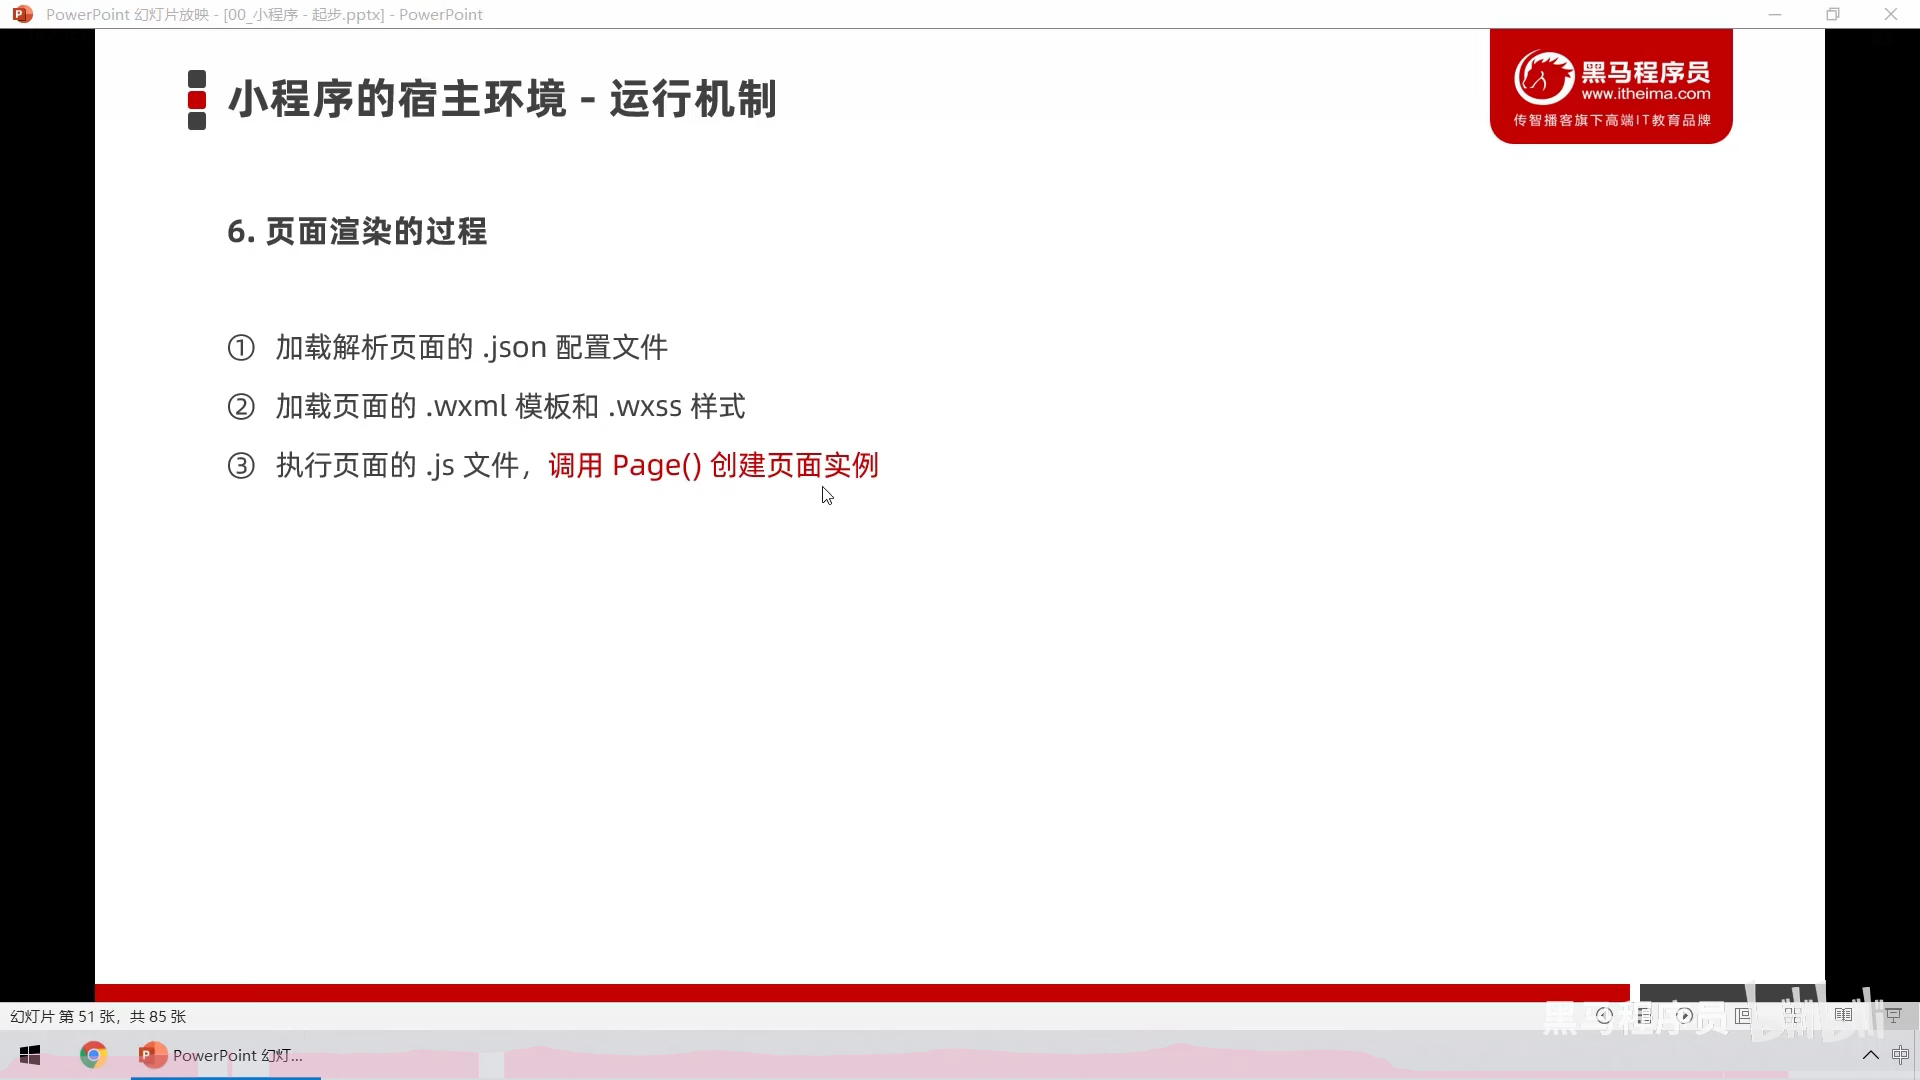 PowerPoint 幻灯片放映 - [00_小程序 - 起步.pptx] - PowerPoint
小程序的宿主环境 - 运行机制
黑马程序员
www.itheima.com
传智播客旗下高端IT教育品牌
6. 页面渲染的过程
① 加载解析页面的 .json 配置文件
② 加载页面的 .wxml 模板和 .wxss 样式
③ 执行页面的 .js 文件，调用 Page() 创建页面实例
幻灯片 第 51 张，共 85 张
黑马程序员
PowerPoint 幻灯...
中